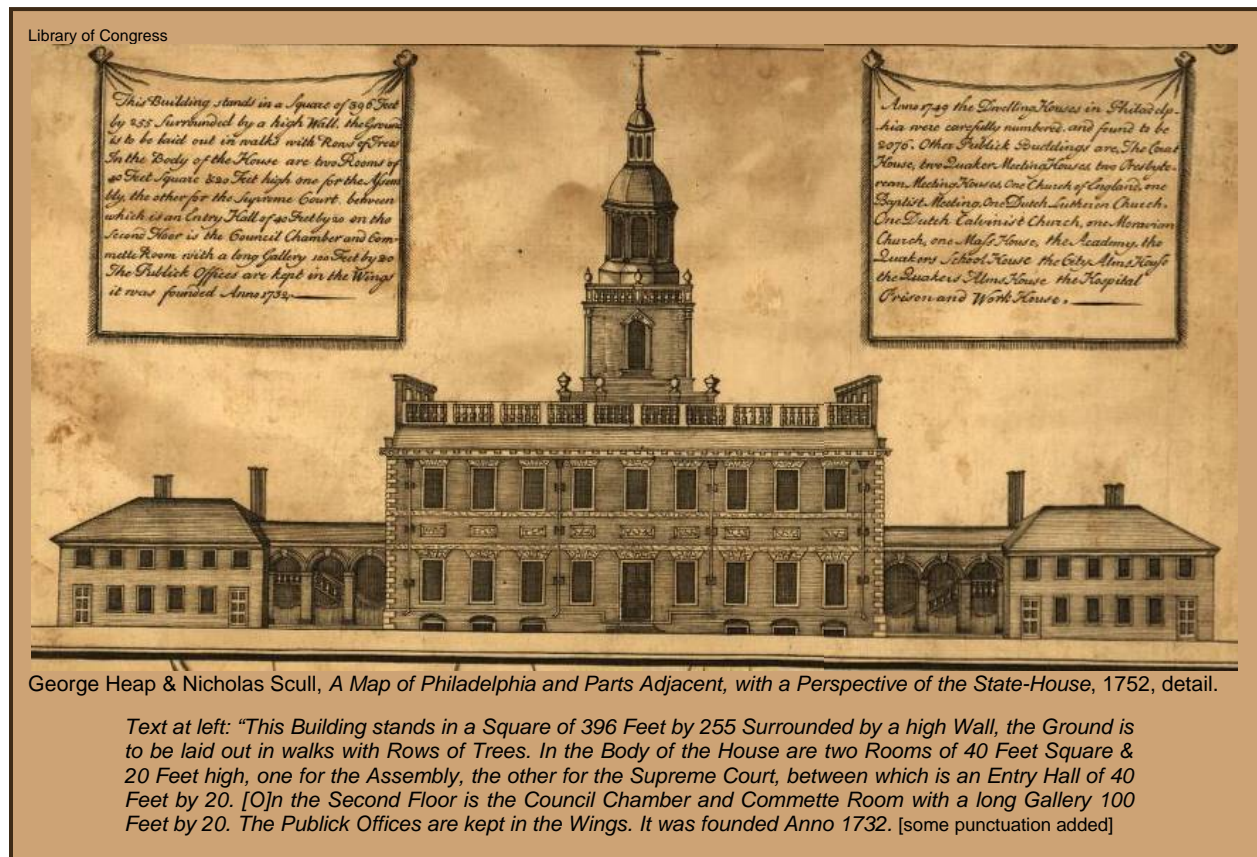 Library of Congress
This Building stands in a Square of 396 Feet
by 255 Surrounded by a high Wall, the Ground
is to be laid out in walks with Rows of Trees
In the Body of the House are two Rooms of
40 Feet Square & 20 Feet high one for the Assem
bly, the other for the Supreme Court, between
which is an Entry Hall of 40 Feet by 20 on the
Second Floor is the Council Chamber and Com-
mette Room with a long Gallery 100 Feet by 20
The Publick Offices are kept in the Wings
it was founded Anno 1732
Anno 1749 the Dwelling Houses in Philadelp-
hia were carefully numbered, and found to be
2076. Other Publick Buildings are, The Court
House, two Quaker Meeting Houses, two Presbyte-
rean Meeting Houses, One Church of England, one
Baptist Meeting, One Dutch Lutheran Church,
One Dutch Calvinist Church, one Moravian
Church, one Mass House, the Academy, the
Quakers School House the City Alms House
the Quakers Alms House the Hospital
Prison and Work House.
George Heap & Nicholas Scull, A Map of Philadelphia and Parts Adjacent, with a Perspective of the State-House, 1752, detail.
Text at left: “This Building stands in a Square of 396 Feet by 255 Surrounded by a high Wall, the Ground is
to be laid out in walks with Rows of Trees. In the Body of the House are two Rooms of 40 Feet Square &
20 Feet high, one for the Assembly, the other for the Supreme Court, between which is an Entry Hall of 40
Feet by 20. [O]n the Second Floor is the Council Chamber and Commette Room with a long Gallery 100
Feet by 20. The Publick Offices are kept in the Wings. It was founded Anno 1732. [some punctuation added]